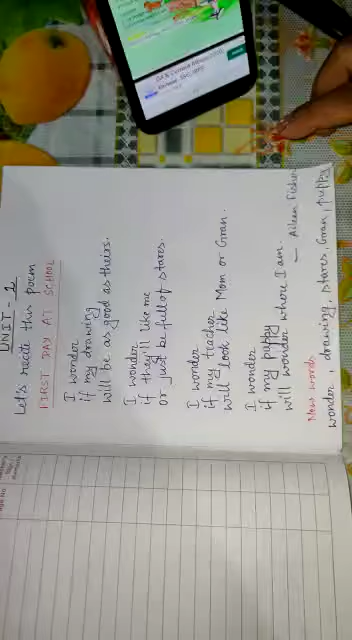 UNIT - 1
Let's recite this poem
FIRST DAY AT SCHOOL
I wonder
if my drawing
will be as good as theirs.
I wonder
if they'll like me
or just be full of stares.
I wonder
if my teacher
will look like Mom or Gran.
I wonder
if my puppy
will wonder where I am.
- Aileen Fisher
New words
wonder, drawing, stares, Gran, puppy